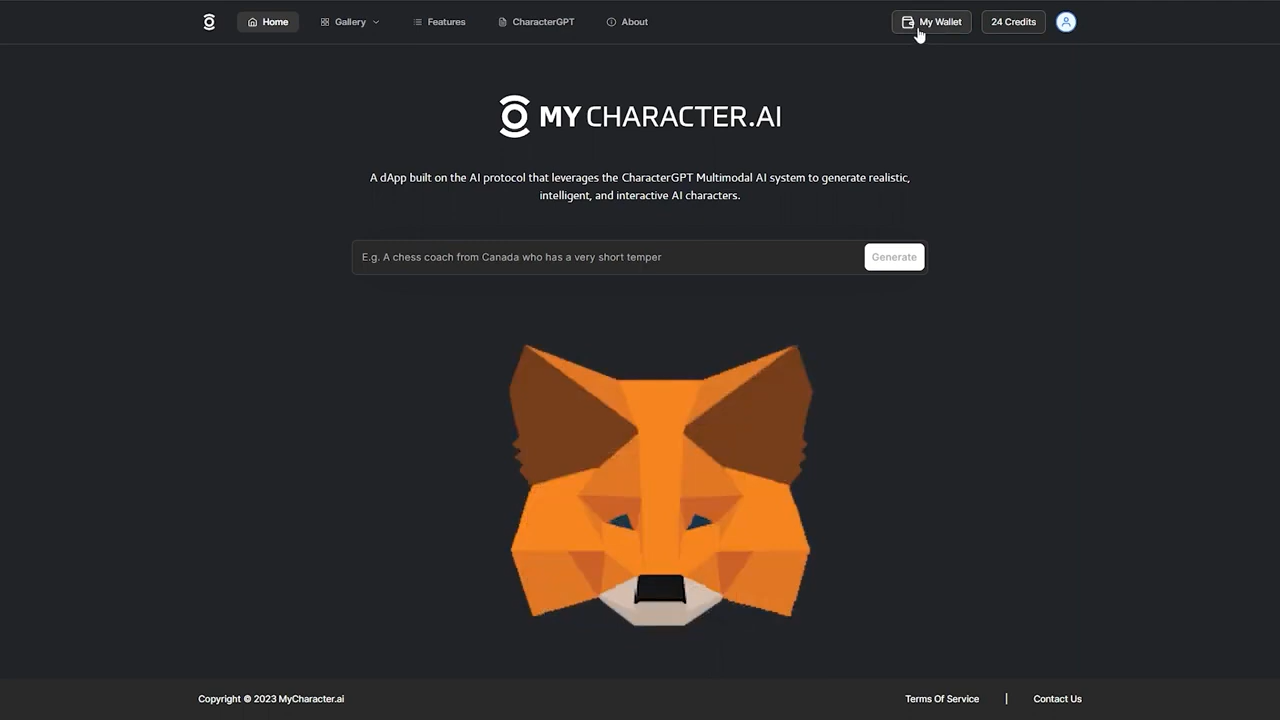 Home
Gallery
Features
CharacterGPT
About
My Wallet
24 Credits
MY CHARACTER.AI
A dApp built on the AI protocol that leverages the CharacterGPT Multimodal AI system to generate realistic,
intelligent, and interactive AI characters.
E.g. A chess coach from Canada who has a very short temper
Generate
Copyright © 2023 MyCharacter.ai
Terms Of Service
|
Contact Us